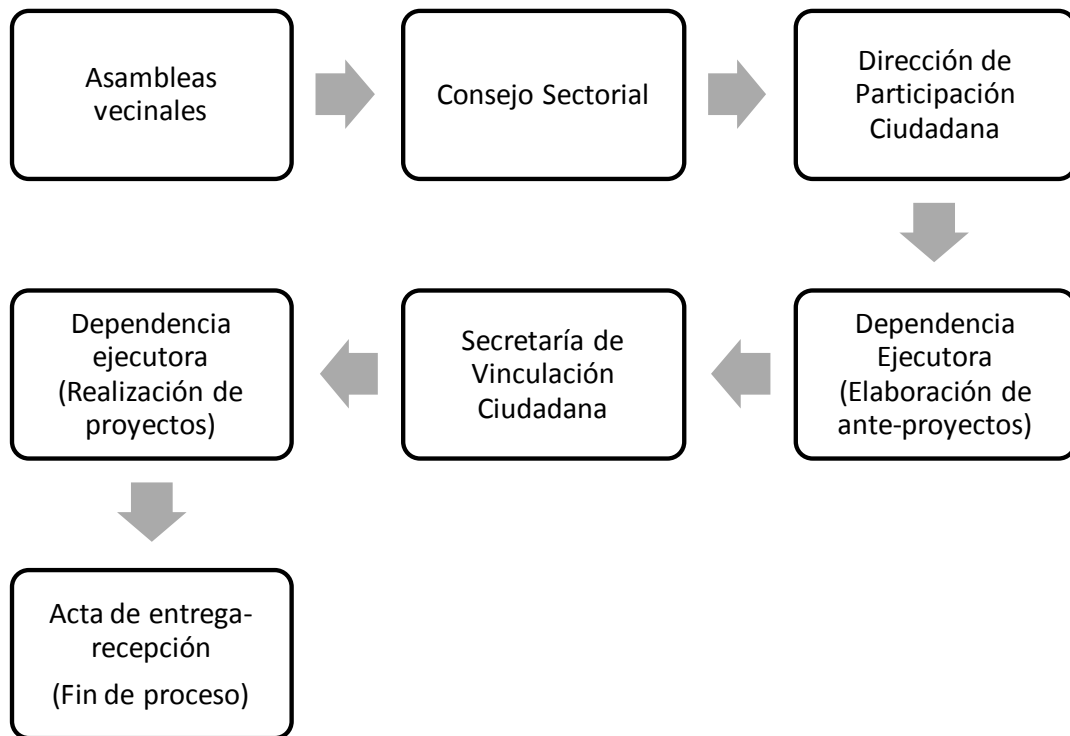 Asambleas
vecinales
Consejo Sectorial
Dirección de
Participación
Ciudadana
Dependencia
Ejecutora
(Elaboración de
ante-proyectos)
Secretaría de
Vinculación
Ciudadana
Dependencia
ejecutora
(Realización de
proyectos)
Acta de entrega-
recepción
(Fin de proceso)